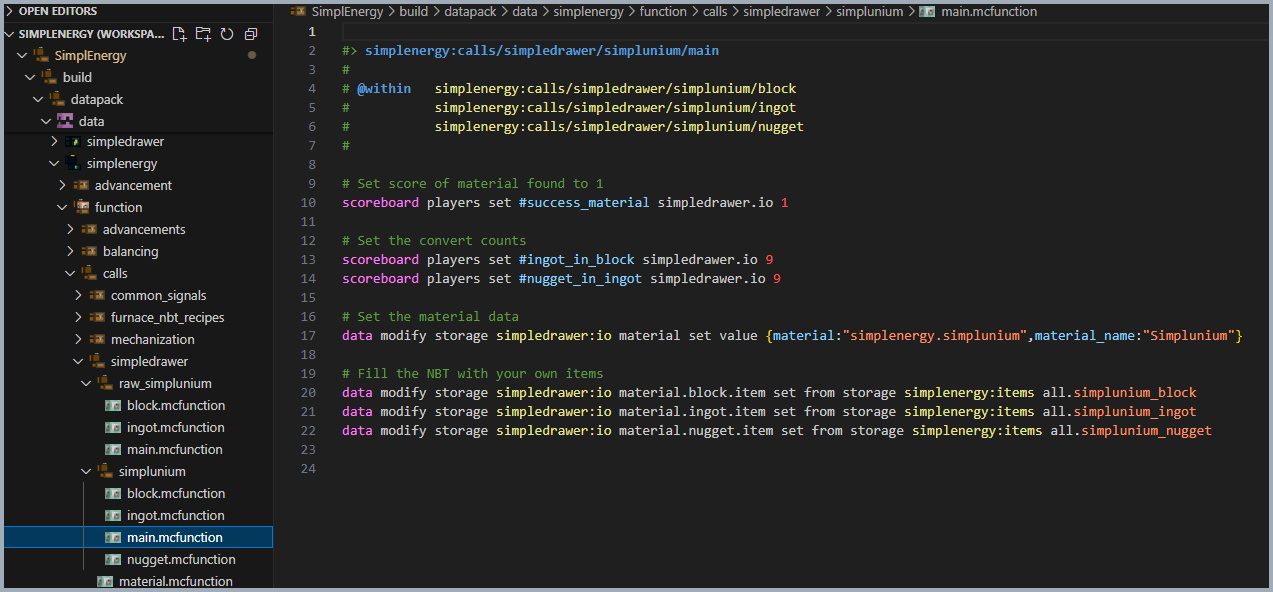 OPEN EDITORS
SIMPLENERGY (WORKSPA...
SimplEnergy
build
datapack
data
simpledrawer
simplenergy
advancement
function
advancements
balancing
calls
common_signals
furnace_nbt_recipes
mechanization
simpledrawer
raw_simplunium
block.mcfunction
ingot.mcfunction
main.mcfunction
simplunium
block.mcfunction
ingot.mcfunction
main.mcfunction
nugget.mcfunction
material.mcfunction
SimplEnergy > build > datapack > data > simplenergy > function > calls > simpledrawer > simplunium > main.mcfunction
1
2 #> simplenergy:calls/simpledrawer/simplunium/main
3 #
4 # @within simplenergy:calls/simpledrawer/simplunium/block
5 # simplenergy:calls/simpledrawer/simplunium/ingot
6 # simplenergy:calls/simpledrawer/simplunium/nugget
7 #
8
9 # Set score of material found to 1
10 scoreboard players set #success_material simpledrawer.io 1
11
12 # Set the convert counts
13 scoreboard players set #ingot_in_block simpledrawer.io 9
14 scoreboard players set #nugget_in_ingot simpledrawer.io 9
15
16 # Set the material data
17 data modify storage simpledrawer:io material set value {material:"simplenergy.simplunium",material_name:"Simplunium"}
18
19 # Fill the NBT with your own items
20 data modify storage simpledrawer:io material.block.item set from storage simplenergy:items all.simplunium_block
21 data modify storage simpledrawer:io material.ingot.item set from storage simplenergy:items all.simplunium_ingot
22 data modify storage simpledrawer:io material.nugget.item set from storage simplenergy:items all.simplunium_nugget
23
24